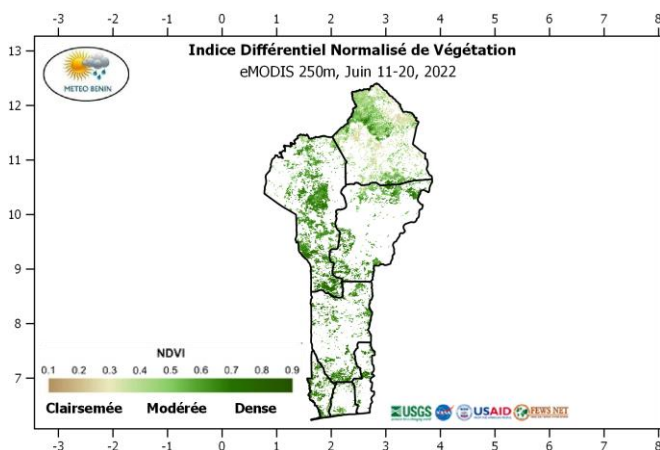 -3 -2 -1 0 1 2 3 4 5 6 7 8
13
12
11
10
9
8
7
Indice Différentiel Normalisé de Végétation
eMODIS 250m, Juin 11-20, 2022
METEO BENIN
NDVI
0.1 0.2 0.3 0.4 0.5 0.6 0.7 0.8 0.9
Clairsemée Modérée Dense
USGS
NASA
USAID
FEWS NET
-3 -2 -1 0 1 2 3 4 5 6 7 8